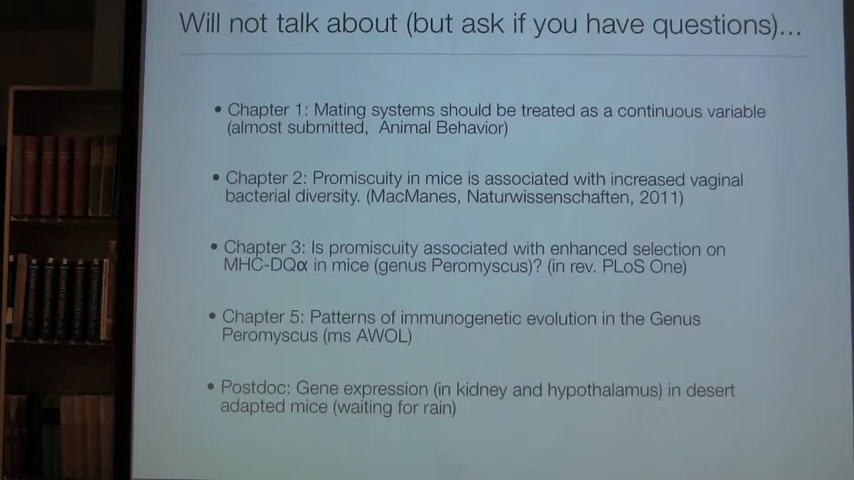 Will not talk about (but ask if you have questions)...
• Chapter 1: Mating systems should be treated as a continuous variable
(almost submitted, Animal Behavior)
• Chapter 2: Promiscuity in mice is associated with increased vaginal
bacterial diversity. (MacManes, Naturwissenschaften, 2011)
• Chapter 3: Is promiscuity associated with enhanced selection on
MHC-DQα in mice (genus Peromyscus)? (in rev. PLoS One)
• Chapter 5: Patterns of immunogenetic evolution in the Genus
Peromyscus (ms AWOL)
• Postdoc: Gene expression (in kidney and hypothalamus) in desert
adapted mice (waiting for rain)